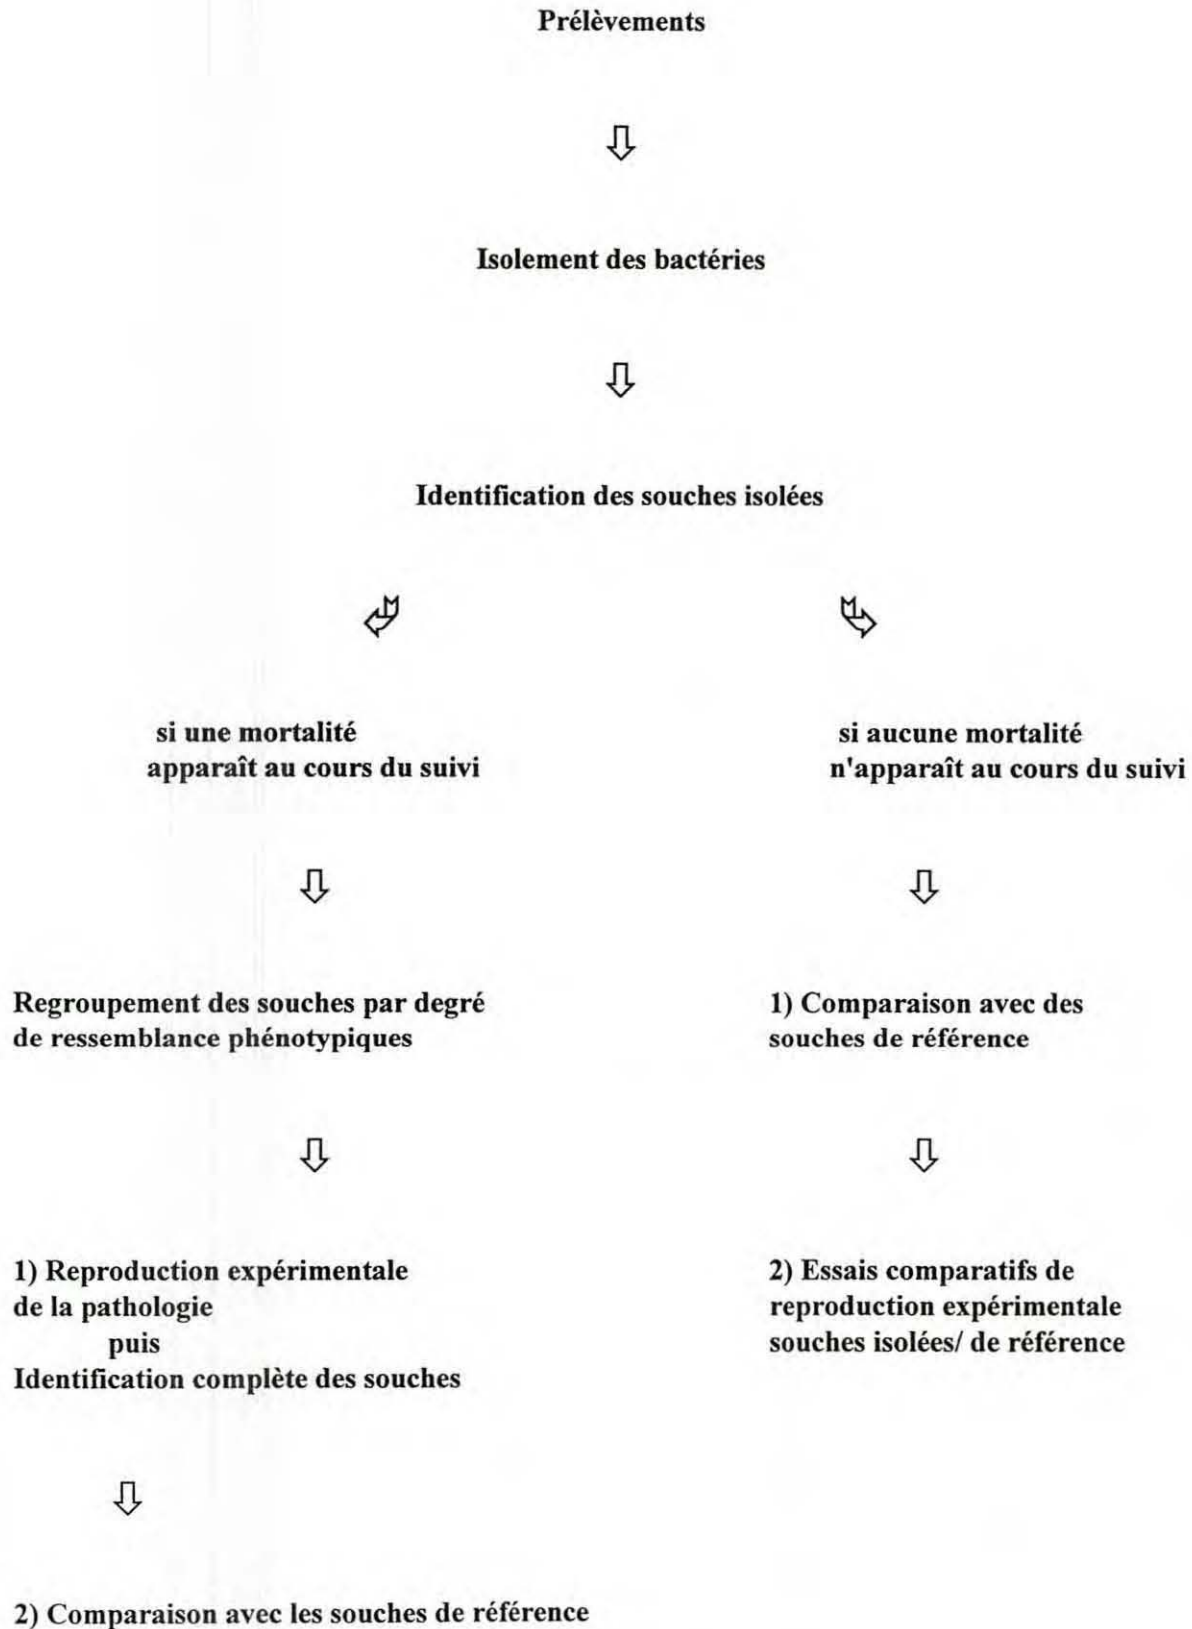 Prélèvements
Isolement des bactéries
Identification des souches isolées
si une mortalité
apparaît au cours du suivi
si aucune mortalité
n'apparaît au cours du suivi
Regroupement des souches par degré
de ressemblance phénotypiques
1) Comparaison avec des
souches de référence
1) Reproduction expérimentale
de la pathologie
puis
Identification complète des souches
2) Essais comparatifs de
reproduction expérimentale
souches isolées/ de référence
2) Comparaison avec les souches de référence